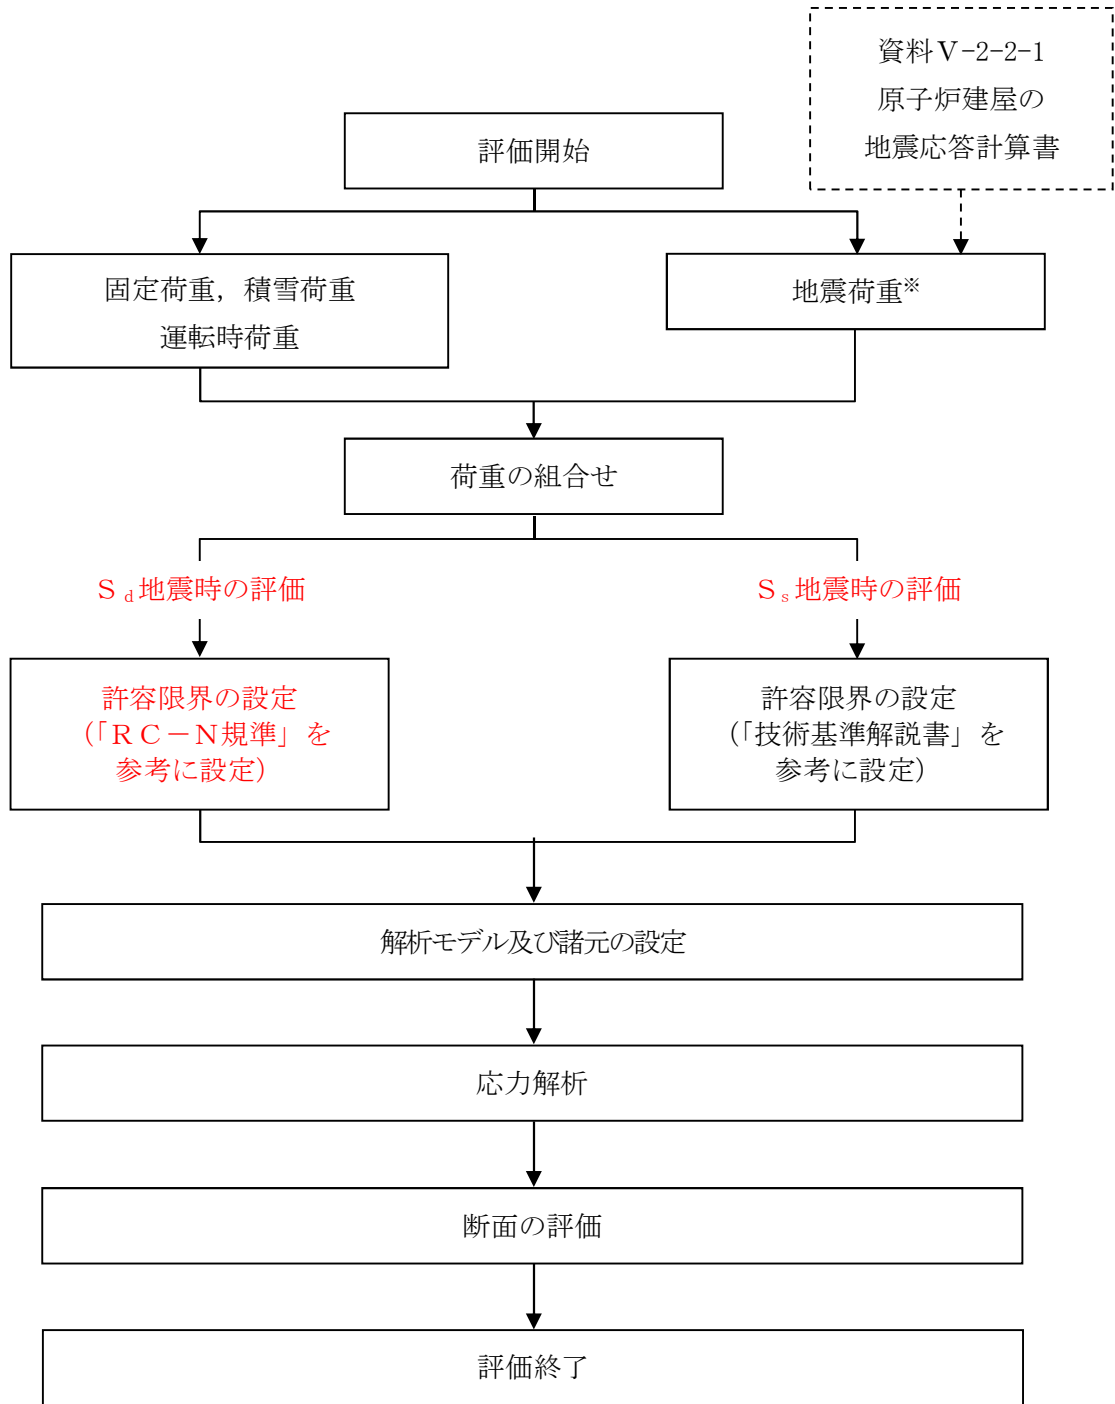 資料Ⅴ-2-2-1
原子炉建屋の
地震応答計算書
評価開始
固定荷重，積雪荷重
運転時荷重
地震荷重※
荷重の組合せ
Ｓｄ地震時の評価
Ｓｓ地震時の評価
許容限界の設定
（「ＲＣ－Ｎ規準」を
参考に設定）
許容限界の設定
（「技術基準解説書」を
参考に設定）
解析モデル及び諸元の設定
応力解析
断面の評価
評価終了